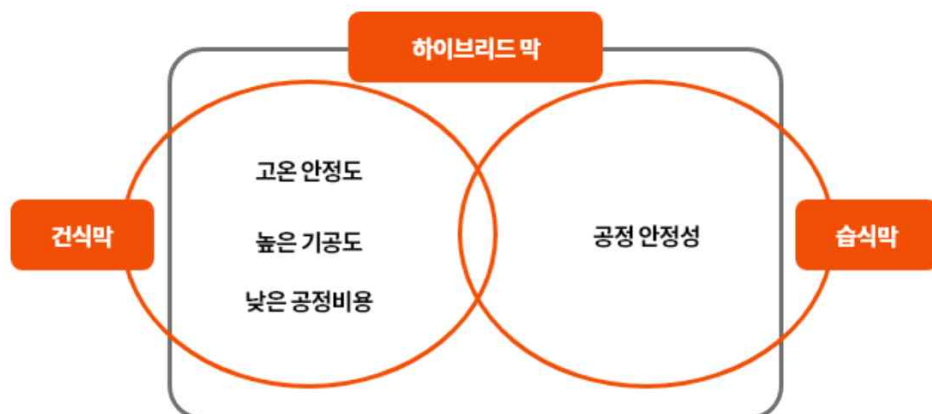 하이브리드 막
고온 안정도
건식막
높은 기공도
공정 안정성
습식막
낮은 공정비용